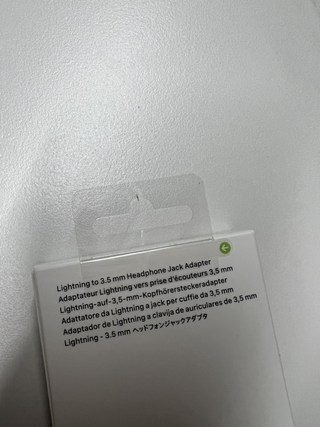 Lightning to 3.5 mm Headphone Jack Adapter
Adaptateur Lightning vers prise d'écouteurs 3,5 mm
Lightning-auf-3,5-mm-Kopfhörersteckeradapter
Adattatore da Lightning a jack per cuffie da 3,5 mm
Adaptador de Lightning a clavija de auriculares de 3,5 mm
Lightning - 3.5 mm ヘッドフォンジャックアダプタ